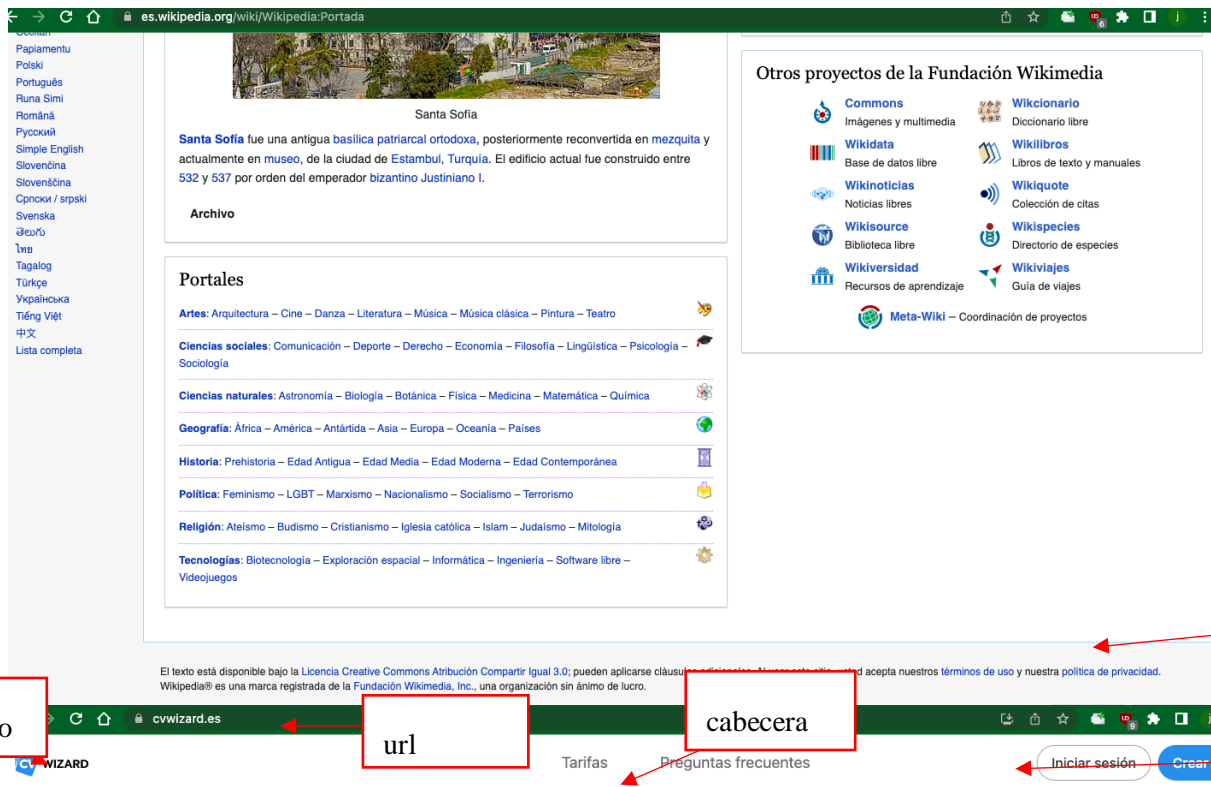 es.wikipedia.org/wiki/Wikipedia:Portada
6
j
Papiamentu
Polski
Português
Runa Simi
Română
Русский
Simple English
Slovenčina
Slovenščina
Српски / srpski
Svenska
తెలుగు
ไทย
Tagalog
Türkçe
Українська
Tiếng Việt
中文
Lista completa
Santa Sofía
Santa Sofía fue una antigua basílica patriarcal ortodoxa, posteriormente reconvertida en mezquita y
actualmente en museo, de la ciudad de Estambul, Turquía. El edificio actual fue construido entre
532 y 537 por orden del emperador bizantino Justiniano I.
Archivo
Portales
Artes: Arquitectura – Cine – Danza – Literatura – Música – Música clásica – Pintura – Teatro
Ciencias sociales: Comunicación – Deporte – Derecho – Economía – Filosofía – Lingüística – Psicología –
Sociología
Ciencias naturales: Astronomía – Biología – Botánica – Física – Medicina – Matemática – Química
Geografía: África – América – Antártida – Asia – Europa – Oceanía – Países
Historia: Prehistoria – Edad Antigua – Edad Media – Edad Moderna – Edad Contemporánea
Política: Feminismo – LGBT – Marxismo – Nacionalismo – Socialismo – Terrorismo
Religión: Ateísmo – Budismo – Cristianismo – Iglesia católica – Islam – Judaísmo – Mitología
Tecnologías: Biotecnología – Exploración espacial – Informática – Ingeniería – Software libre –
Videojuegos
Otros proyectos de la Fundación Wikimedia
Commons
Imágenes y multimedia
Wikcionario
Diccionario libre
Wikidata
Base de datos libre
Wikilibros
Libros de texto y manuales
Wikinoticias
Noticias libres
Wikiquote
Colección de citas
Wikisource
Biblioteca libre
Wikispecies
Directorio de especies
Wikiversidad
Recursos de aprendizaje
Wikiviajes
Guía de viajes
Meta-Wiki – Coordinación de proyectos
El texto está disponible bajo la Licencia Creative Commons Atribución Compartir Igual 3.0; pueden aplicarse acepta nuestros términos de uso y nuestra política de privacidad.
Wikipedia® es una marca registrada de la Fundación Wikimedia, Inc., una organización sin ánimo de lucro.
o
cvwizard.es
url
cabecera
9
CV WIZARD
Tarifas
Preguntas frecuentes
Iniciar sesión
Crear